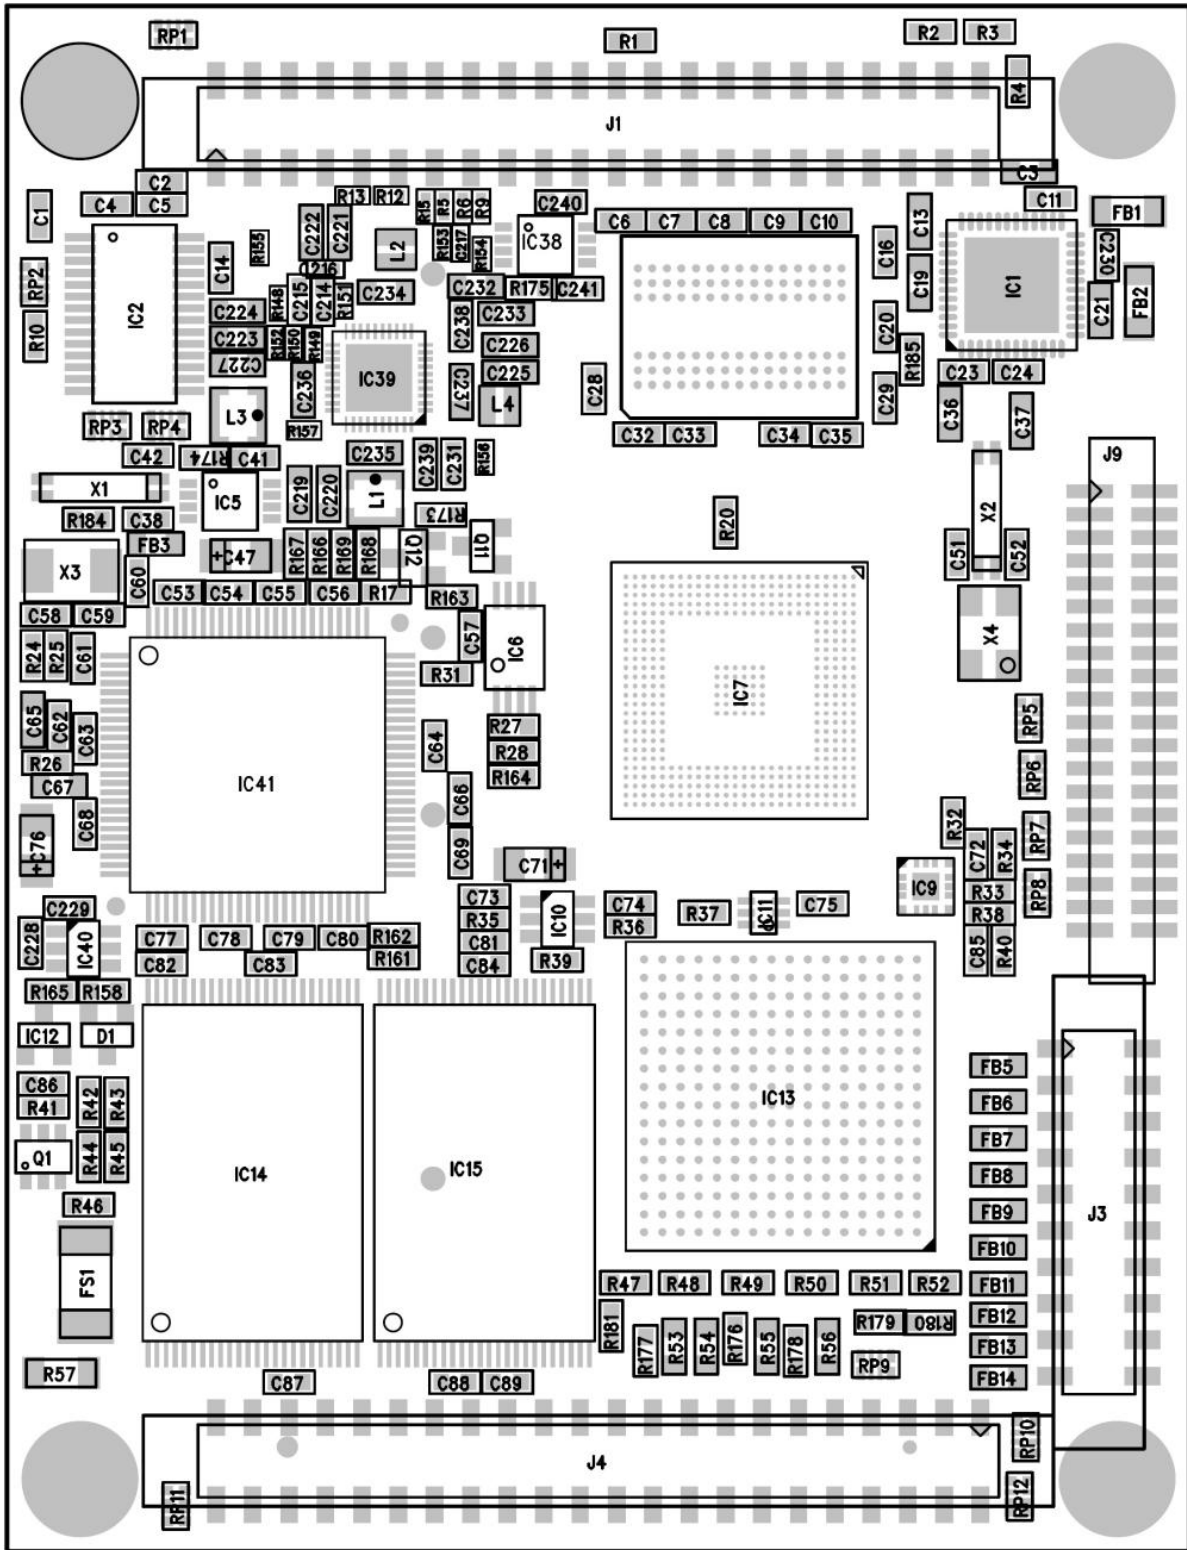 RP1
R1
R2
R3
R4
J1
C3
C2
C4
C5
C1
R13
R12
R15
R5
R6
R9
C240
C6
C7
C8
C9
C10
C13
C11
FB1
C222
C221
R155
L2
R153
C217
R154
IC38
C16
C230
RP2
C14
C216
C19
IC1
C21
FB2
IC2
R148
C215
C214
R151
C234
C232
R175
C241
C224
C238
C233
C20
R10
C223
R152
R150
R149
C226
R185
C227
C236
IC39
C237
C225
C28
C29
C23
C24
L3
L4
C36
C37
RP3
RP4
R157
C32
C33
C34
C35
C42
R174
C41
C235
C239
C231
R156
J9
X1
IC5
C219
C220
L1
X2
R184
C38
R173
R20
FB3
C47
R167
R166
R169
R168
Q12
Q11
C51
C52
X3
C60
C53
C54
C55
C56
R17
R163
C58
C59
C57
IC6
X4
R24
R25
C61
R31
IC7
C65
C62
C63
C64
R27
RP5
R28
R26
R164
RP6
C67
IC41
C66
C68
C69
R32
RP7
C76
C72
R34
C71
IC9
R33
RP8
C73
C74
C75
C229
R35
IC10
R36
R37
IC11
R38
C228
IC40
C77
C78
C79
C80
R162
C81
C85
R40
C82
C83
R161
C84
R39
R165
R158
IC12
D1
FB5
C86
R41
R42
R43
IC13
FB6
FB7
Q1
R44
R45
IC14
IC15
FB8
R46
FB9
J3
FB10
FS1
R47
R48
R49
R50
R51
R52
FB11
R181
R177
R53
R54
R176
R55
R178
R56
R179
R180
FB12
FB13
R57
RP9
C87
C88
C89
FB14
RP10
J4
RP11
RP12